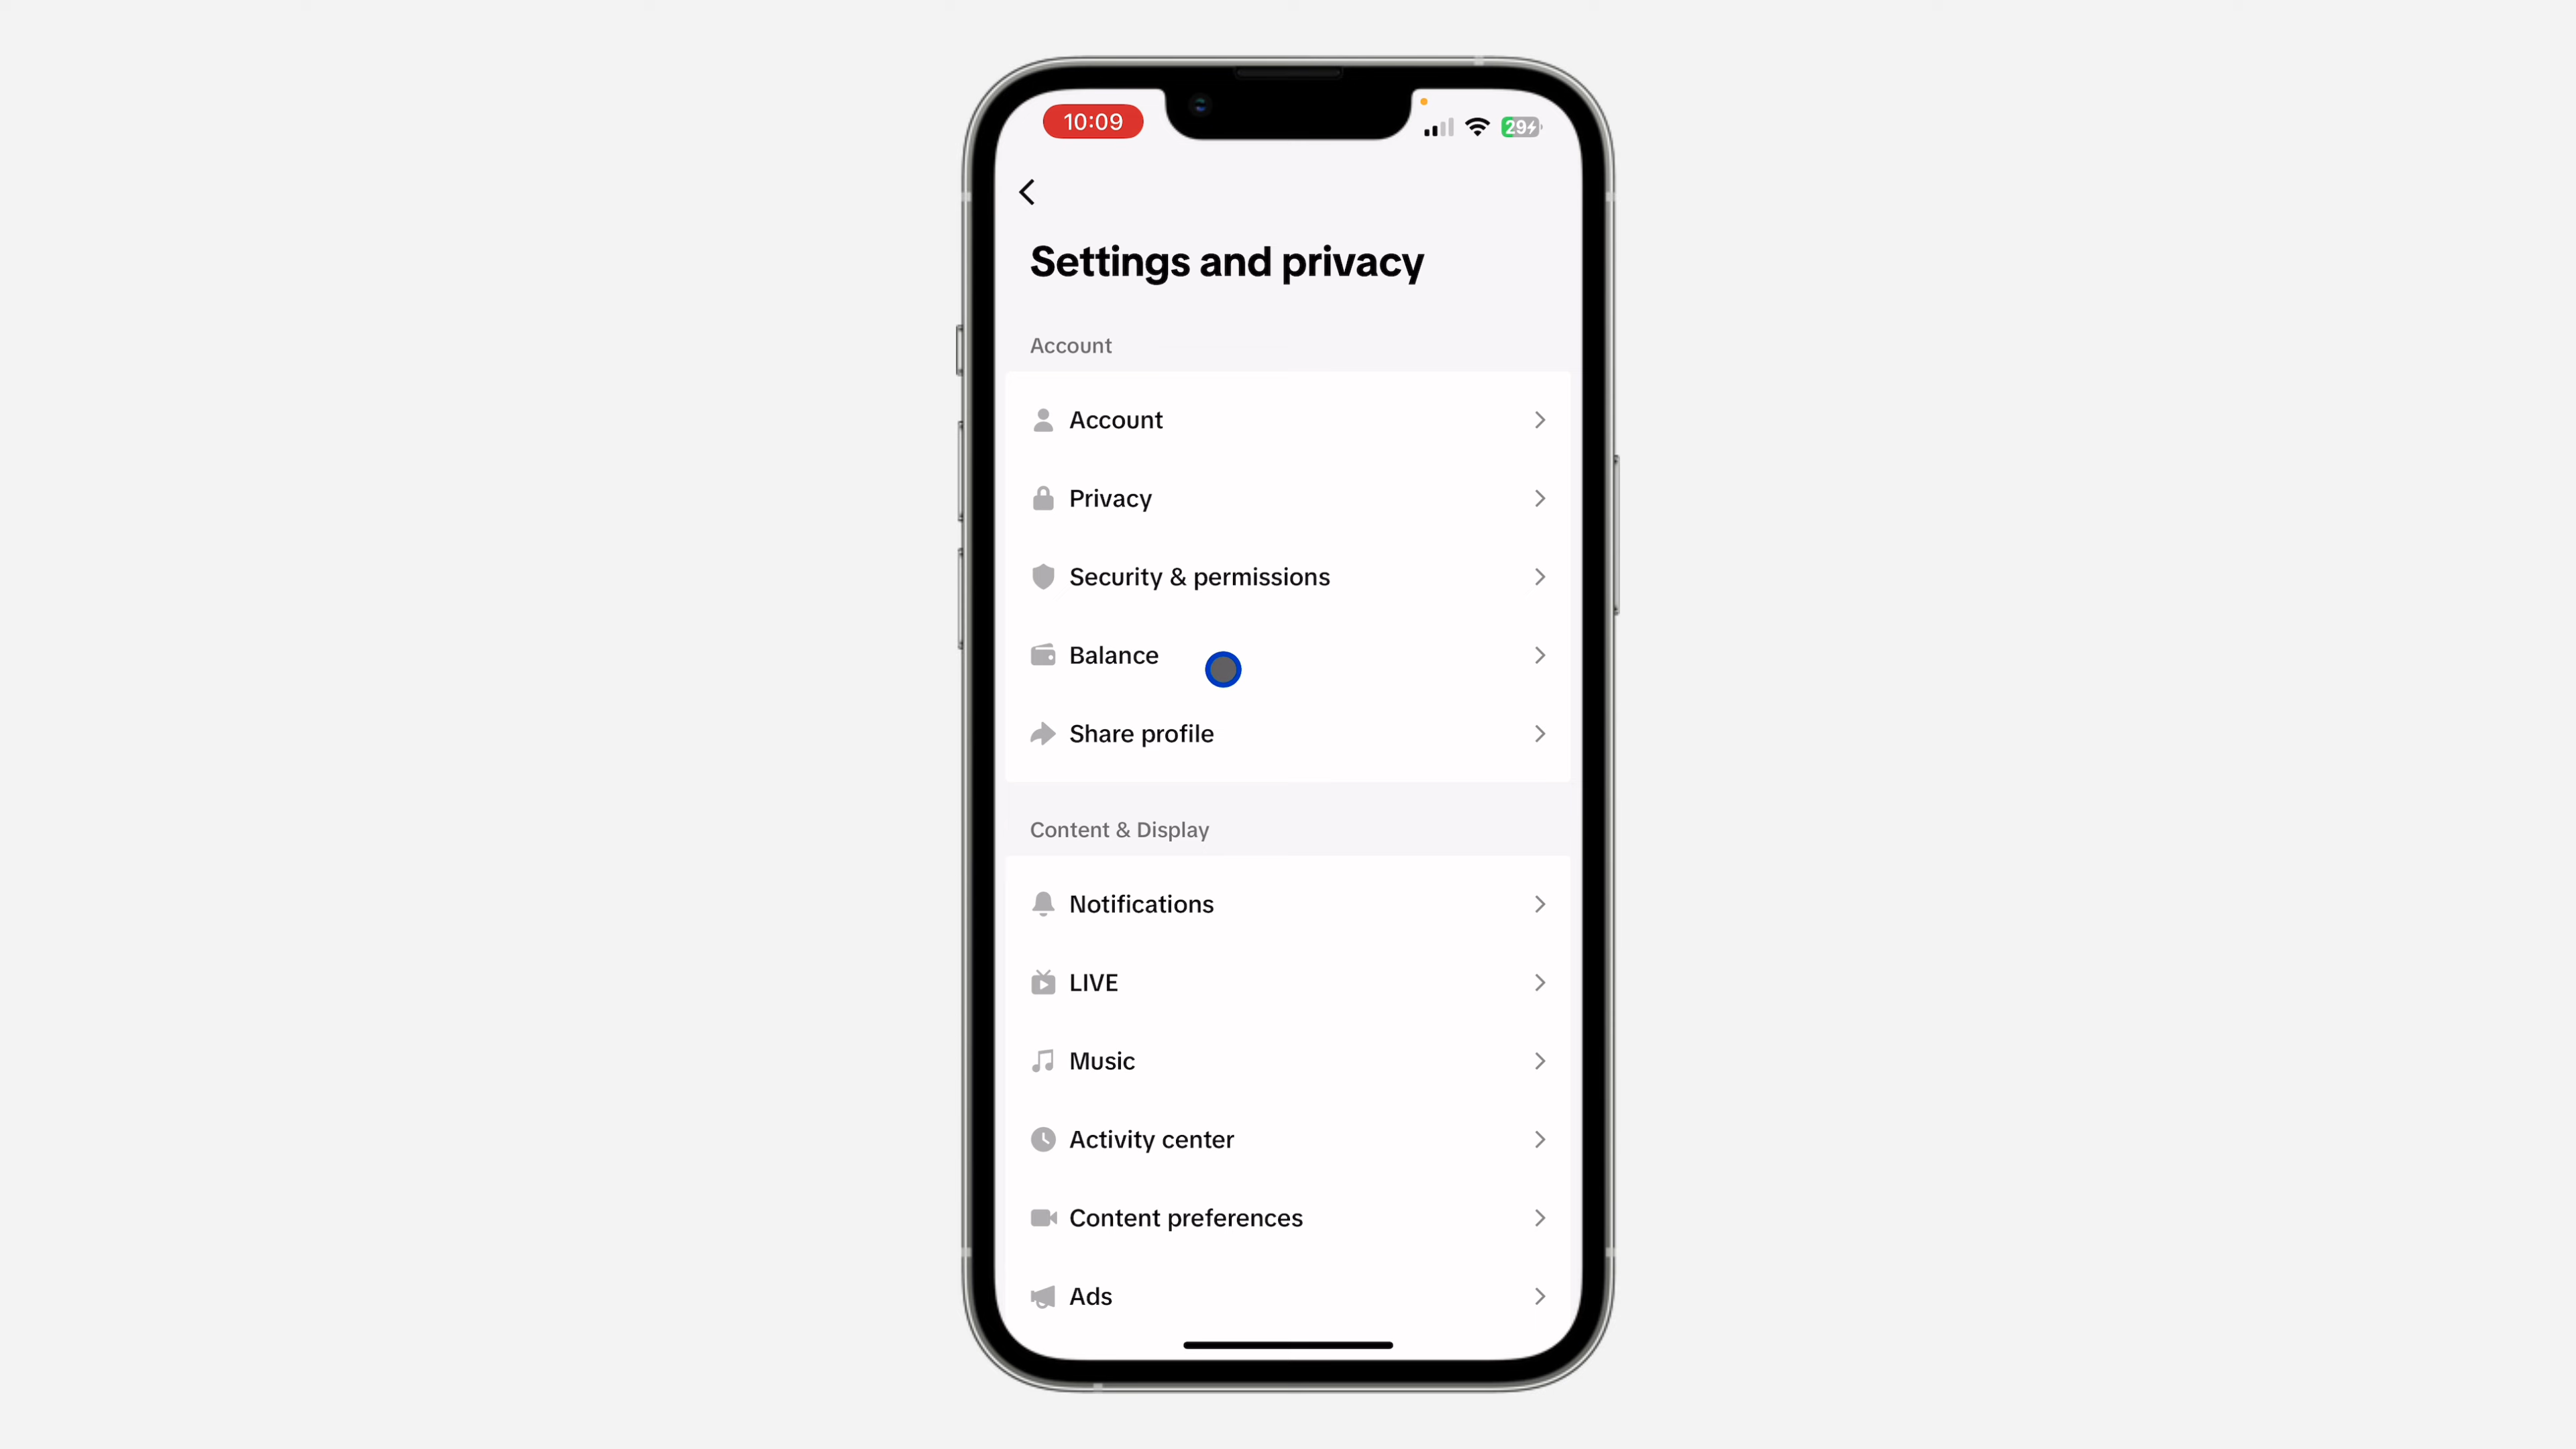 10:09
29
Settings and privacy
Account
Account
Privacy
Security & permissions
Balance
Share profile
Content & Display
Notifications
LIVE
Music
Activity center
Content preferences
Ads